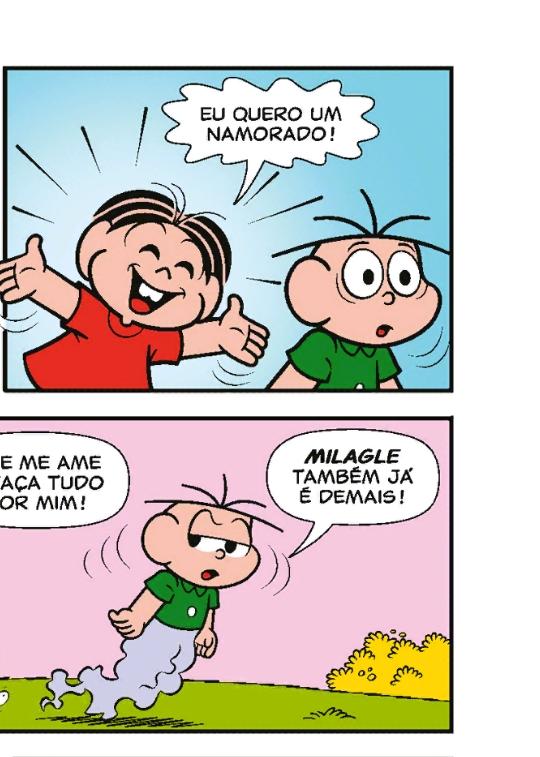 EU QUERO UM
NAMORADO!
E ME AME
AÇA TUDO
OR MIM!
MILAGLE
TAMBÉM JÁ
É DEMAIS!